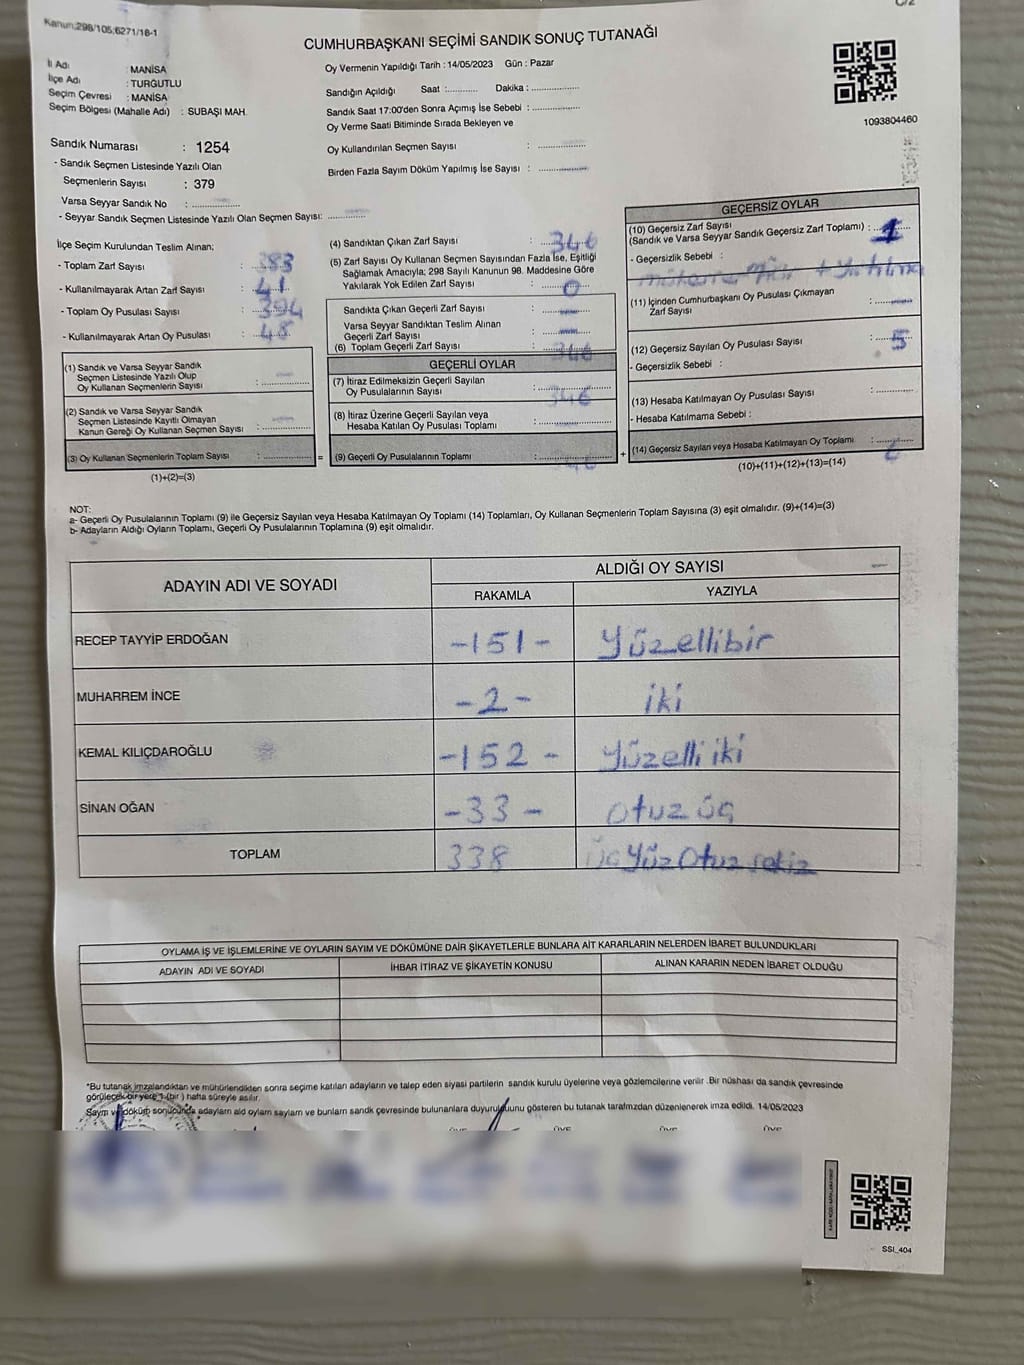 Kanun;298/105;6271/18-1
C/2
CUMHURBAŞKANI SEÇİMİ SANDIK SONUÇ TUTANAĞI
İl Adı : MANİSA
İlçe Adı : TURGUTLU
Seçim Çevresi : MANİSA
Seçim Bölgesi (Mahalle Adı) : SUBAŞI MAH.
Oy Vermenin Yapıldığı Tarih : 14/05/2023 Gün : Pazar
Sandığın Açıldığı Saat :........... Dakika : ................
Sandık Saat 17:00'den Sonra Açımış İse Sebebi : ................
Oy Verme Saati Bitiminde Sırada Bekleyen ve
Oy Kullandırılan Seçmen Sayısı : ................
Birden Fazla Sayım Döküm Yapılmış İse Sayısı : ................
1093804460
Sandık Numarası : 1254
- Sandık Seçmen Listesinde Yazılı Olan
Seçmenlerin Sayısı : 379
Varsa Seyyar Sandık No : ................
- Seyyar Sandık Seçmen Listesinde Yazılı Olan Seçmen Sayısı: ................
İlçe Seçim Kurulundan Teslim Alınan;
- Toplam Zarf Sayısı : 383
- Kullanılmayarak Artan Zarf Sayısı : 41
- Toplam Oy Pusulası Sayısı : 394
- Kullanılmayarak Artan Oy Pusulası : 48
(1) Sandık ve Varsa Seyyar Sandık
Seçmen Listesinde Yazılı Olup
Oy Kullanan Seçmenlerin Sayısı : ................
(2) Sandık ve Varsa Seyyar Sandık
Seçmen Listesinde Kayıtlı Olmayan
Kanun Gereği Oy Kullanan Seçmen Sayısı : ................
(3) Oy Kullanan Seçmenlerin Toplam Sayısı : ................ =
(1)+(2)=(3)
(4) Sandıktan Çıkan Zarf Sayısı : 346
(5) Zarf Sayısı Oy Kullanan Seçmen Sayısından Fazla İse, Eşitliği
Sağlamak Amacıyla; 298 Sayılı Kanunun 98. Maddesine Göre
Yakılarak Yok Edilen Zarf Sayısı : 0
Sandıkta Çıkan Geçerli Zarf Sayısı : —
Varsa Seyyar Sandıktan Teslim Alınan
Geçerli Zarf Sayısı : —
(6) Toplam Geçerli Zarf Sayısı : 346
GEÇERLİ OYLAR
(7) İtiraz Edilmeksizin Geçerli Sayılan
Oy Pusulalarının Sayısı : 346
(8) İtiraz Üzerine Geçerli Sayılan veya
Hesaba Katılan Oy Pusulası Toplamı : ................
(9) Geçerli Oy Pusulalarının Toplamı : 346 +
GEÇERSİZ OYLAR
(10) Geçersiz Zarf Sayısı
(Sandık ve Varsa Seyyar Sandık Geçersiz Zarf Toplamı) : 1
- Geçersizlik Sebebi :
(11) İçinden Cumhurbaşkanı Oy Pusulası Çıkmayan
Zarf Sayısı : ................
(12) Geçersiz Sayılan Oy Pusulası Sayısı : 5
- Geçersizlik Sebebi :
(13) Hesaba Katılmayan Oy Pusulası Sayısı : ................
- Hesaba Katılmama Sebebi :
(14) Geçersiz Sayılan veya Hesaba Katılmayan Oy Toplamı : 6
(10)+(11)+(12)+(13)=(14)
NOT:
a- Geçerli Oy Pusulalarının Toplamı (9) ile Geçersiz Sayılan veya Hesaba Katılmayan Oy Toplamı (14) Toplamları, Oy Kullanan Seçmenlerin Toplam Sayısına (3) eşit olmalıdır. (9)+(14)=(3)
b- Adayların Aldığı Oyların Toplamı, Geçerli Oy Pusulalarının Toplamına (9) eşit olmalıdır.
ADAYIN ADI VE SOYADI
ALDIĞI OY SAYISI
RAKAMLA YAZIYLA
RECEP TAYYİP ERDOĞAN -151- Yüzellibir
MUHARREM İNCE -2- iki
KEMAL KILIÇDAROĞLU -152- Yüzelli iki
SİNAN OĞAN -33- otuz üç
TOPLAM 338 üç Yüz Otuz sekiz
OYLAMA İŞ VE İŞLEMLERİNE VE OYLARIN SAYIM VE DÖKÜMÜNE DAİR ŞİKAYETLERLE BUNLARA AİT KARARLARIN NELERDEN İBARET BULUNDUKLARI
ADAYIN ADI VE SOYADI İHBAR İTİRAZ VE ŞİKAYETİN KONUSU ALINAN KARARIN NEDEN İBARET OLDUĞU
*Bu tutanak imzalandıktan ve mühürlendikten sonra seçime katılan adayların ve talep eden siyasi partilerin sandık kurulu üyelerine veya gözlemcilerine verilir .Bir nüshası da sandık çevresinde
görülecek bir yere 1 (bir ) hafta süreyle asılır.
Sayım ve döküm sonucunda adayların ald oyların sayıların ve bunların sandk çevresinde bulunanlara duyurulduğunu gösteren bu tutanak tarafmzdan düzenlenerek imza edildi. 14/05/2023
ÜYE ÜYE ÜYE ÜYE
SSI_404